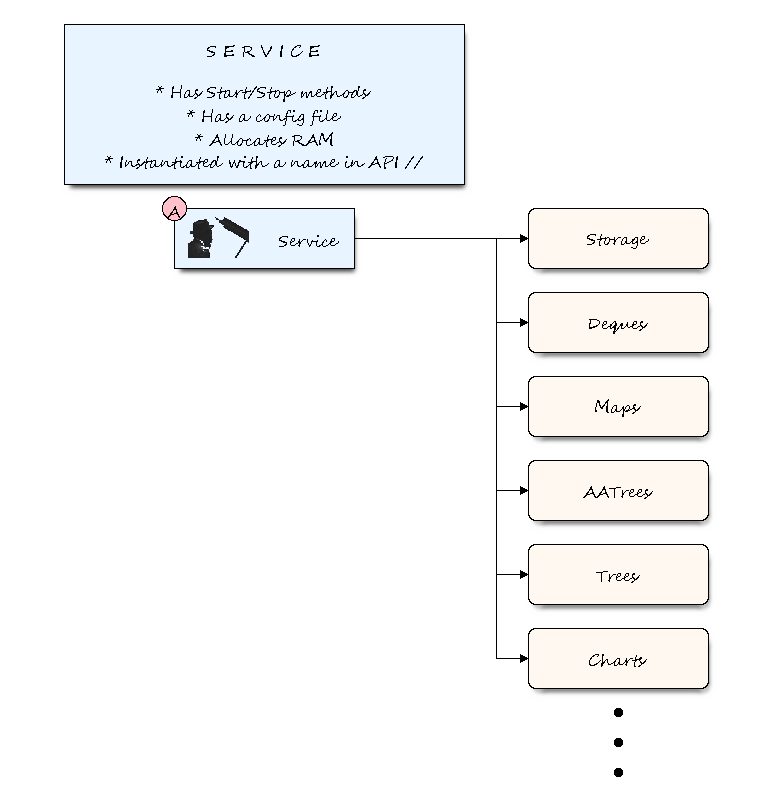 S E R V I C E
* Has Start/Stop methods
* Has a config file
* Allocates RAM
* Instantiated with a name in API //
A
Service
Storage
Deques
Maps
AATrees
Trees
Charts